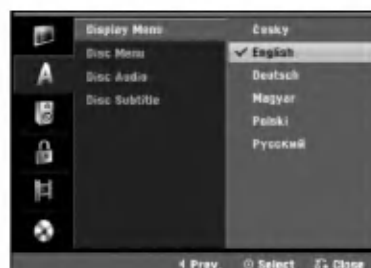 Display Menu
Disc Menu
Disc Audio
Disc Subtitle
Česky
English
Deutsch
Magyar
Polski
Русский
Prev Select Close